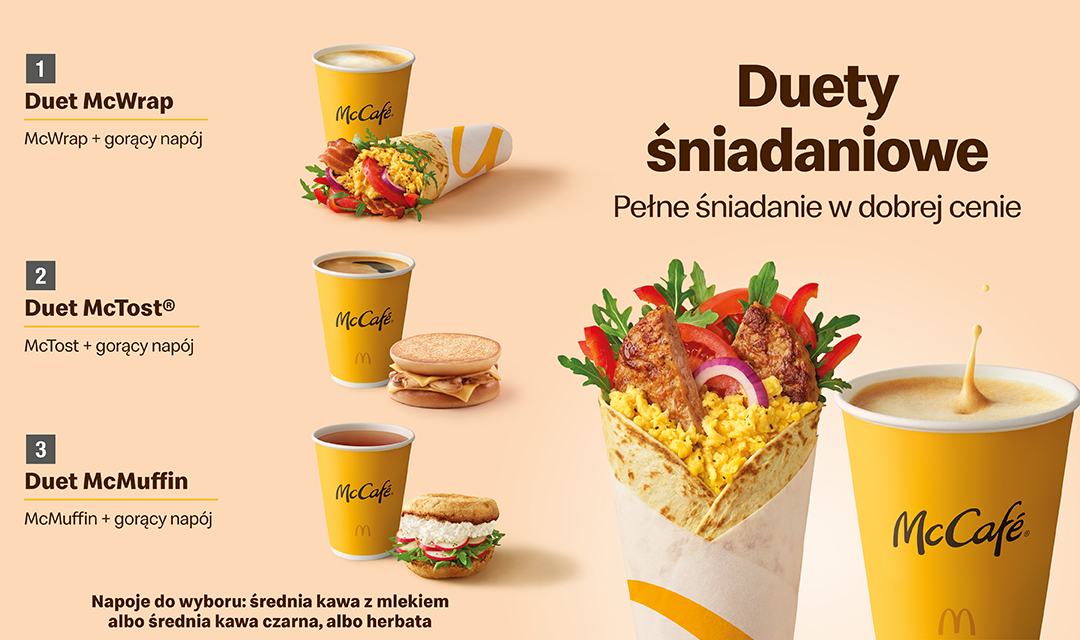 1
Duet McWrap
McWrap + gorący napój
McCafé®
2
Duet McTost®
McTost + gorący napój
McCafé®
3
Duet McMuffin
McMuffin + gorący napój
McCafé®
Napoje do wyboru: średnia kawa z mlekiem
albo średnia kawa czarna, albo herbata
Duety
śniadaniowe
Pełne śniadanie w dobrej cenie
McCafé®